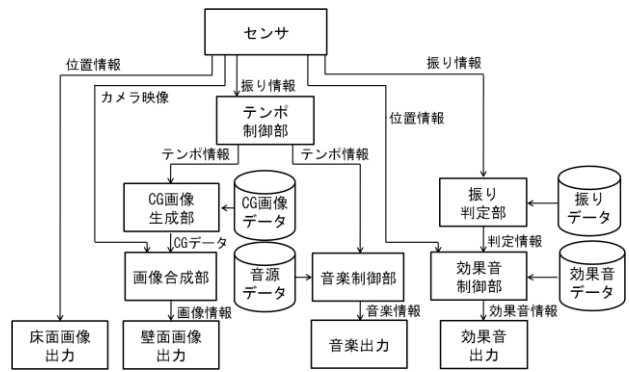 センサ
位置情報
振り情報
カメラ映像
振り情報
テンポ
制御部
位置情報
テンポ情報
テンポ情報
CG画像
生成部
CG画像
データ
振り
判定部
振り
データ
CGデータ
判定情報
画像合成部
音源
データ
音楽制御部
効果音
制御部
効果音
データ
画像情報
音楽情報
効果音情報
床面画像
出力
壁面画像
出力
音楽出力
効果音
出力